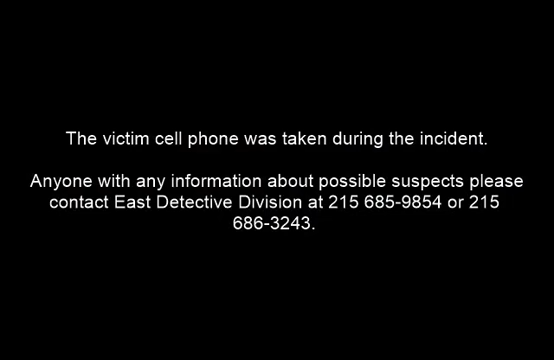 The victim cell phone was taken during the incident.
Anyone with any information about possible suspects please
contact East Detective Division at 215 685-9854 or 215
686-3243.